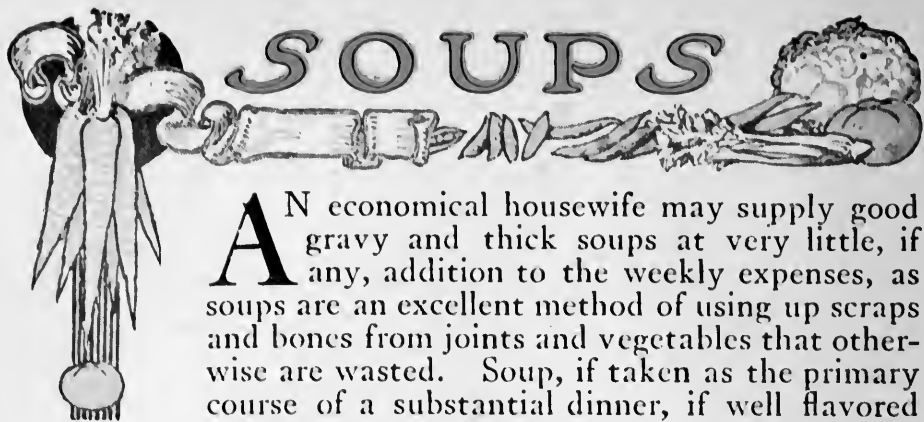 SOUPS
AN economical housewife may supply good
gravy and thick soups at very little, if
any, addition to the weekly expenses, as
soups are an excellent method of using up scraps
and bones from joints and vegetables that other-
wise are wasted. Soup, if taken as the primary
course of a substantial dinner, if well flavored